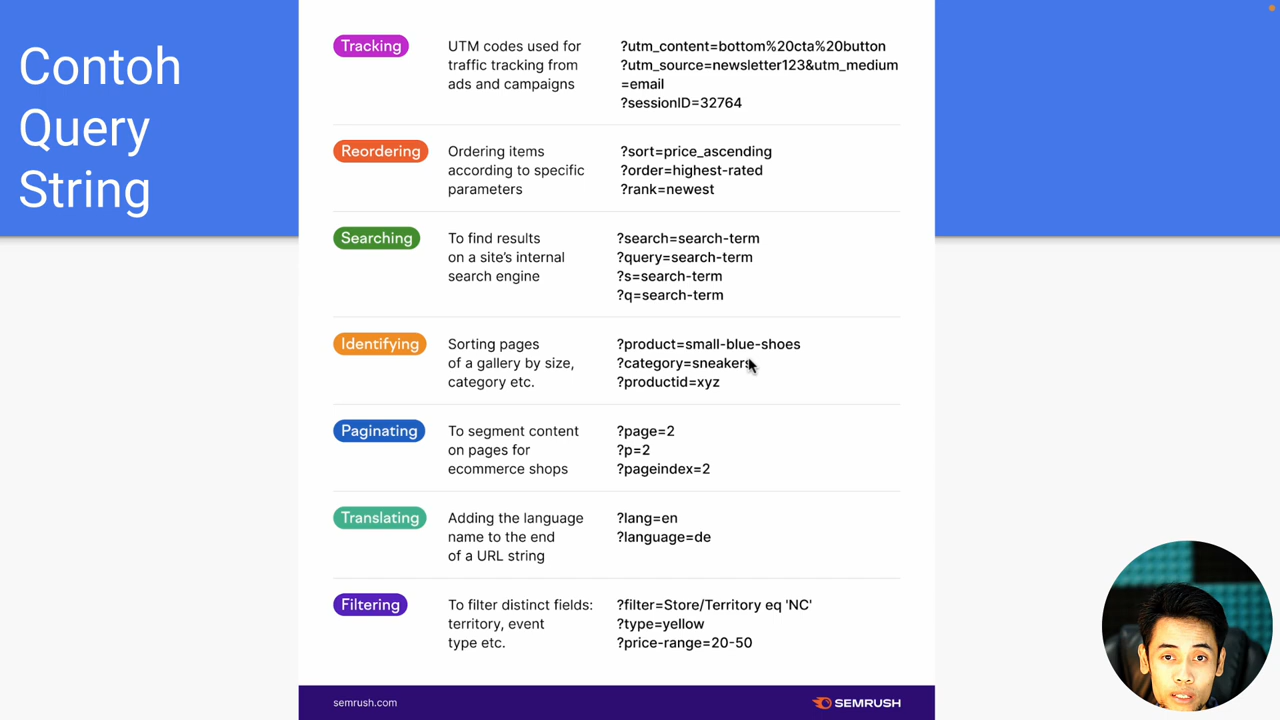 Contoh
Query
String
Tracking
UTM codes used for
traffic tracking from
ads and campaigns
?utm_content=bottom%20cta%20button
?utm_source=newsletter123&utm_medium
=email
?sessionID=32764
Reordering
Ordering items
according to specific
parameters
?sort=price_ascending
?order=highest-rated
?rank=newest
Searching
To find results
on a site's internal
search engine
?search=search-term
?query=search-term
?s=search-term
?q=search-term
Identifying
Sorting pages
of a gallery by size,
category etc.
?product=small-blue-shoes
?category=sneakers
?productid=xyz
Paginating
To segment content
on pages for
ecommerce shops
?page=2
?p=2
?pageindex=2
Translating
Adding the language
name to the end
of a URL string
?lang=en
?language=de
Filtering
To filter distinct fields:
territory, event
type etc.
?filter=Store/Territory eq 'NC'
?type=yellow
?price-range=20-50
semrush.com
SEMRUSH